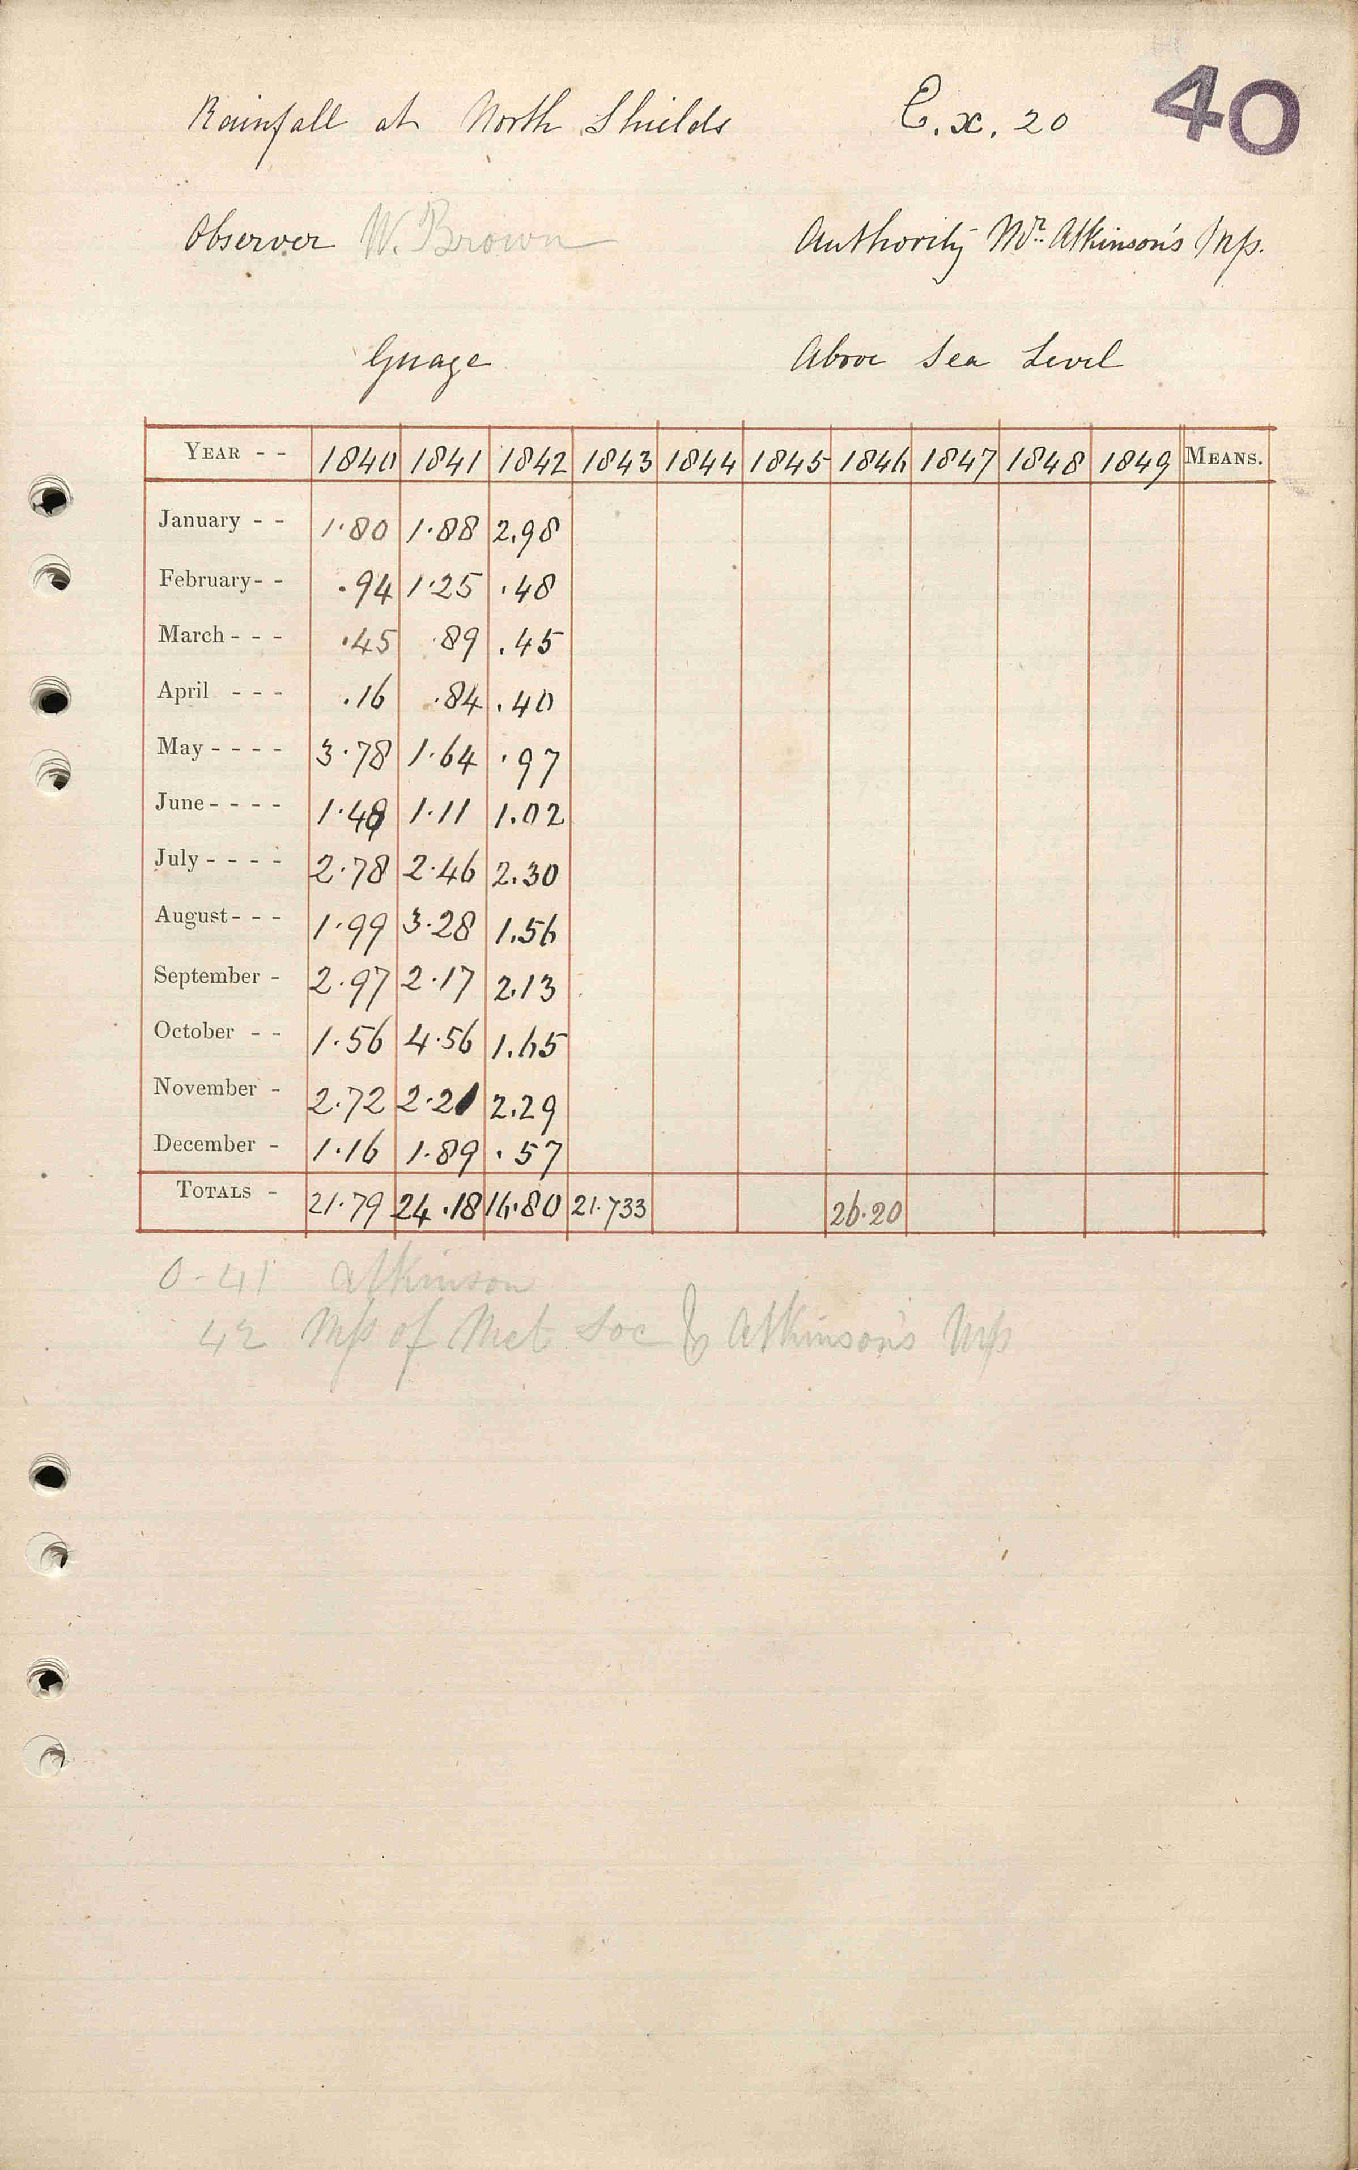 Rainfall at North Shields E.x. 20 40
Observer W. Brown Authority Mr. Atkinson's Mss.
Guage Above Sea Level
YEAR - - 1840 1841 1842 1843 1844 1845 1846 1847 1848 1849 MEANS.
January - - 1.80 1.88 2.98
February - - .94 1.25 .48
March - - - .45 .89 .45
April - - - .16 .84 .40
May - - - - 3.78 1.64 .97
June - - - - 1.48 1.11 1.02
July - - - - 2.78 2.46 2.30
August - - - 1.99 3.28 1.56
September - 2.97 2.17 2.13
October - - 1.56 4.56 1.65
November - 2.72 2.21 2.29
December - 1.16 1.89 .57
TOTALS - 21.79 24.18 16.80 21.733 26.20
0-41 Atkinson
42 Mss of Met Soc & Atkinson's Mss